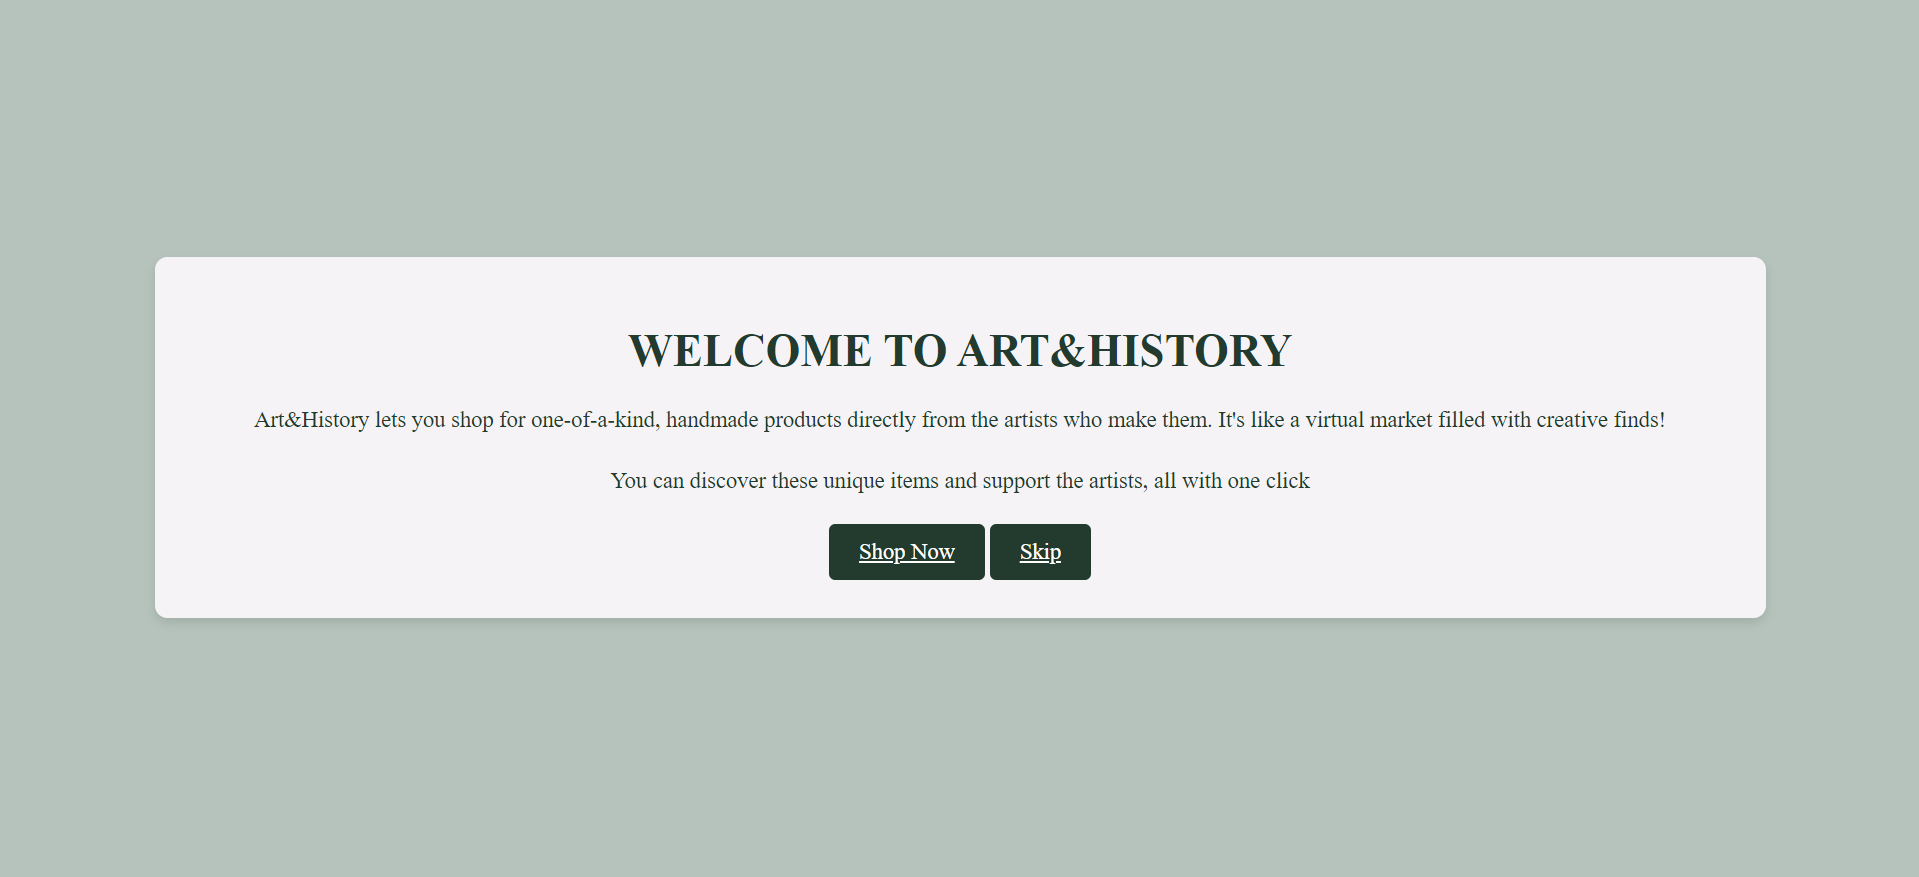 WELCOME TO ART&HISTORY
Art&History lets you shop for one-of-a-kind, handmade products directly from the artists who make them. It's like a virtual market filled with creative finds!
You can discover these unique items and support the artists, all with one click
Shop Now Skip